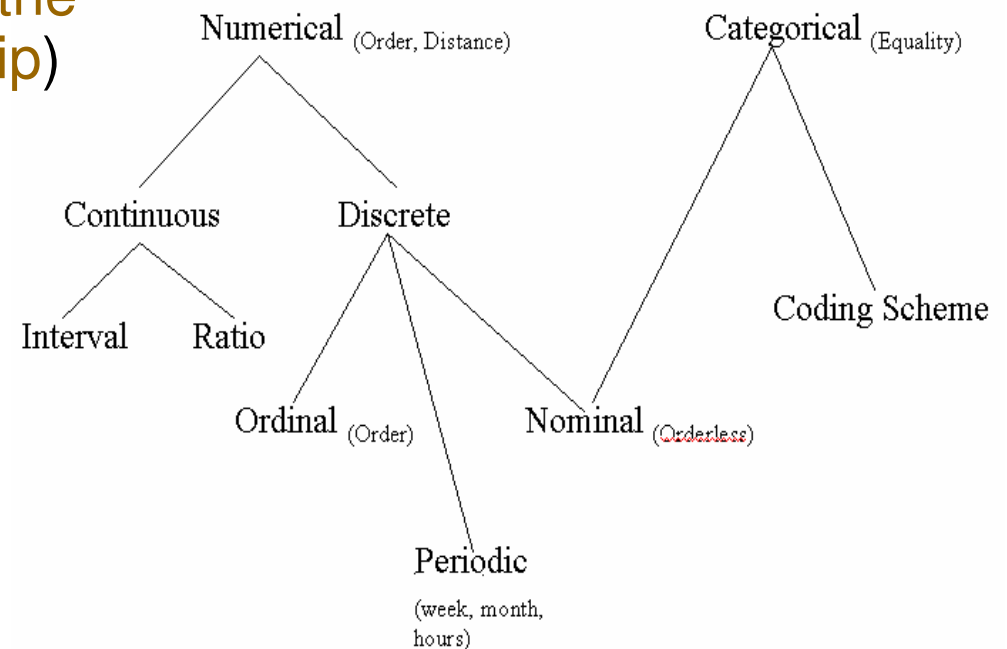 the
ip)
Numerical (Order, Distance)
Categorical (Equality)
Continuous
Discrete
Interval
Ratio
Coding Scheme
Ordinal (Order)
Nominal (Orderless)
Periodic
(week, month,
hours)